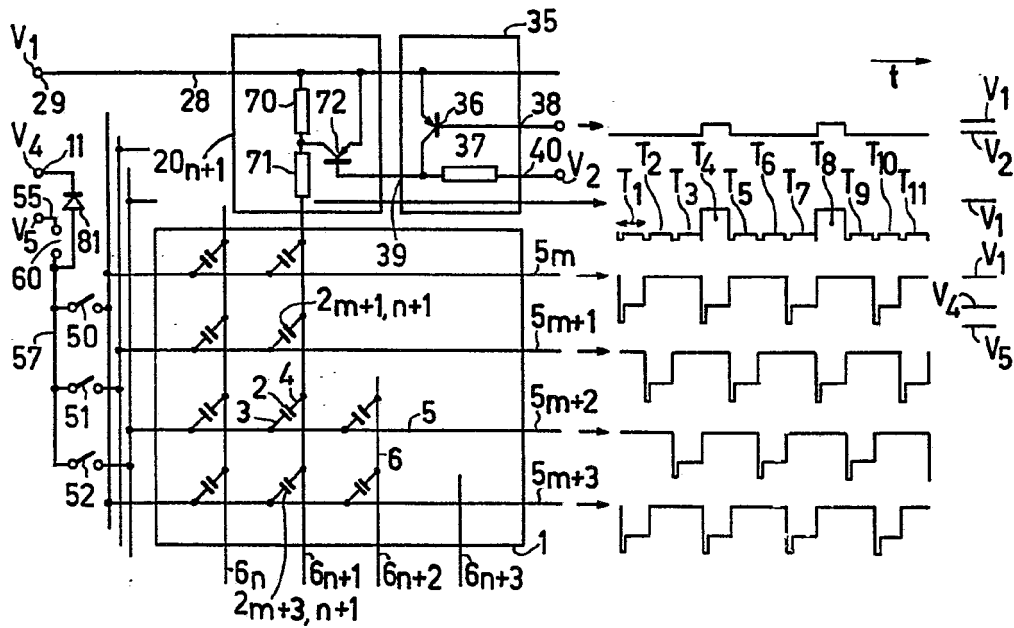 V1
29
28
70
72
20n+1
71
35
36
38
37
40
V2
39
t
V1
V2
V4
11
55
V5
81
60
57
50
51
52
T1
T2
T3
T4
T5
T6
T7
T8
T9
T10
T11
V1
5m
V1
2m+1,n+1
5m+1
V4
V5
2
4
3
5
5m+2
6
5m+3
1
6n
6n+1
6n+2
6n+3
2m+3,n+1